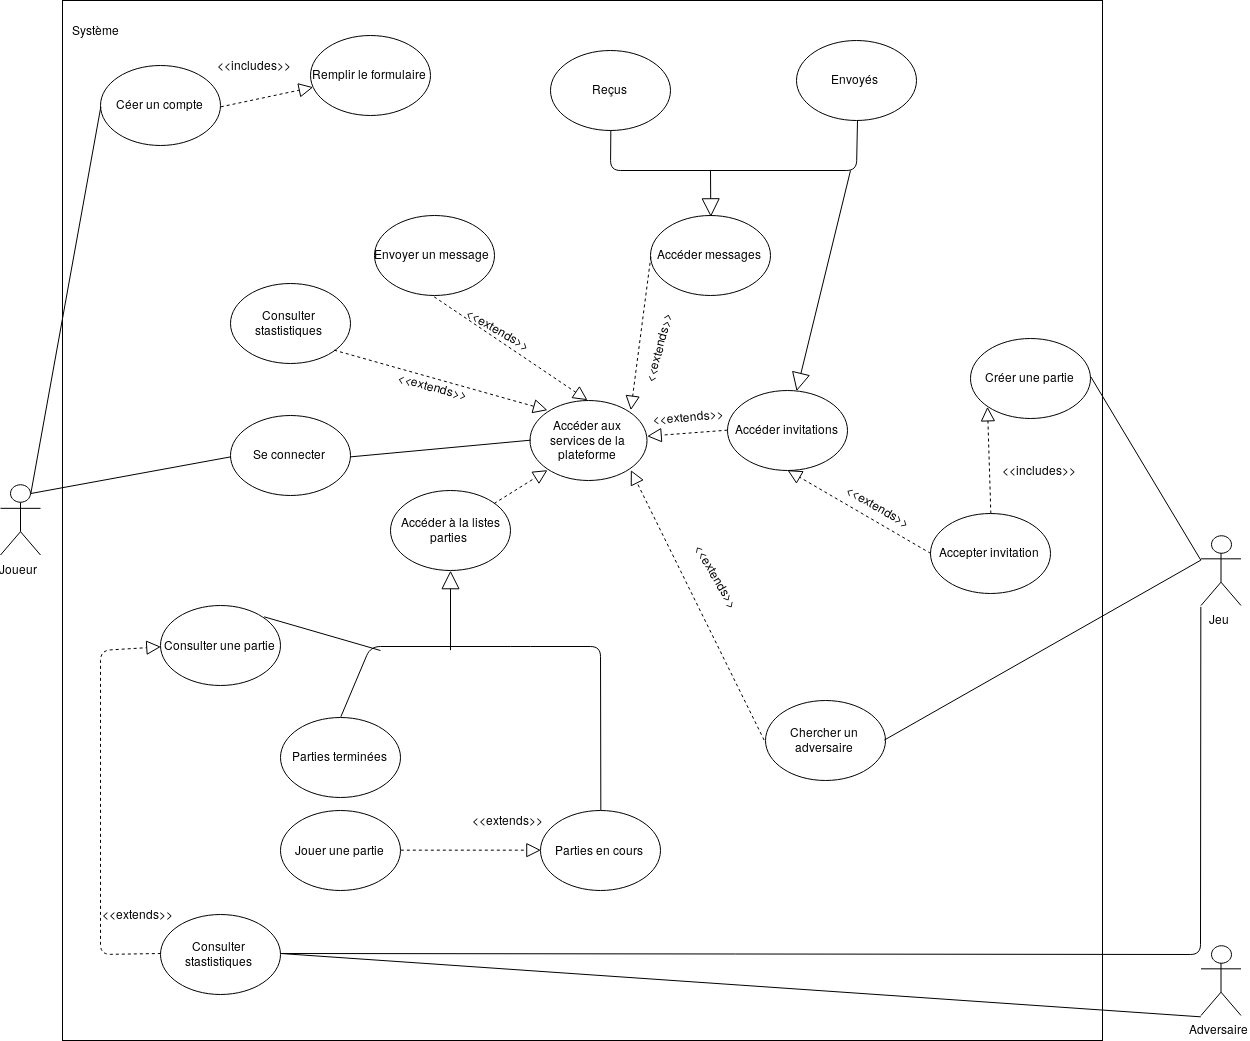 Système
<<includes>>
Remplir le formulaire
Céer un compte
Reçus
Envoyés
Envoyer un message
Accéder messages
Consulter
stastistiques
<<extends>>
<<extends>>
<<extends>>
Créer une partie
Accéder aux
services de la
plateforme
<<extends>>
Accéder invitations
Se connecter
<<includes>>
<<extends>>
Accéder à la listes
parties
Accepter invitation
Joueur
<<extends>>
Jeu
Consulter une partie
Chercher un
adversaire
Parties terminées
<<extends>>
Jouer une partie
Parties en cours
<<extends>>
Consulter
stastistiques
Adversaire